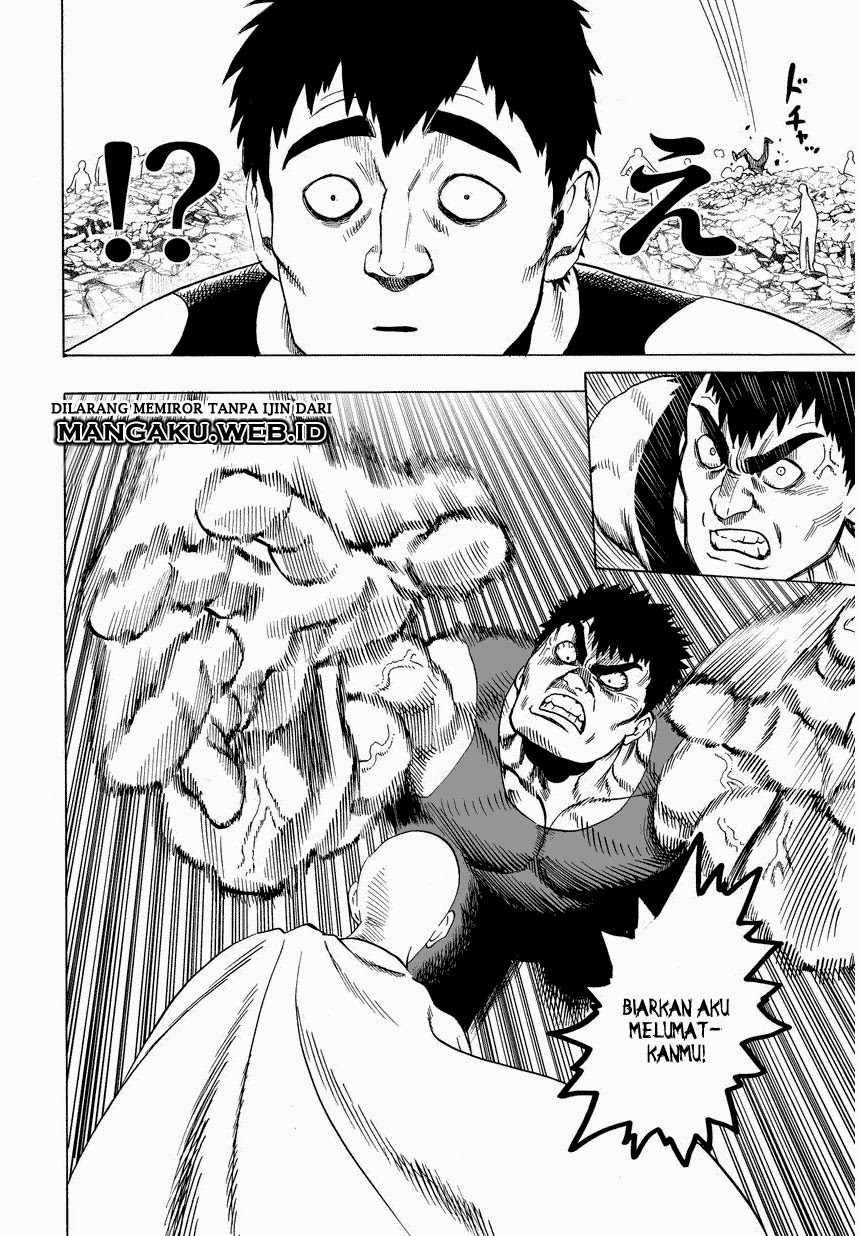 ドチャッ
え
!?
DILARANG MEMIROR TANPA IJIN DARI
MANGAKU.WEB.ID
BIARKAN AKU
MELUMAT-
KANMU!